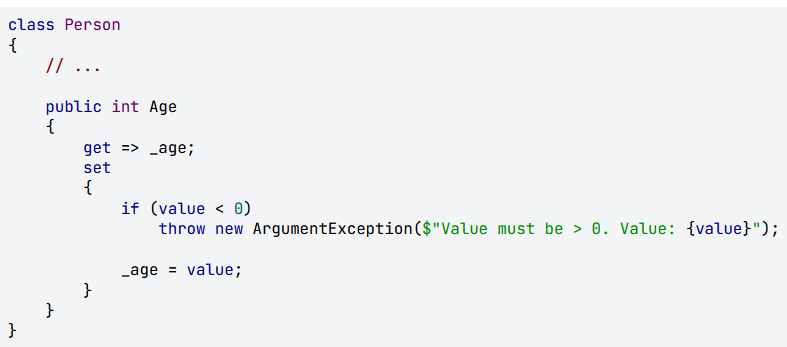 class Person
{
    // ...

    public int Age
    {
        get => _age;
        set
        {
            if (value < 0)
                throw new ArgumentException($"Value must be > 0. Value: {value}");

            _age = value;
        }
    }
}